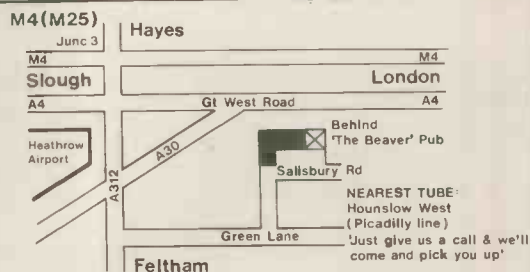 M4(M25)
Junc 3
Hayes
M4
M4
Slough
London
A4
Gt West Road
A4
Heathrow
Airport
A312
A30
Behind
'The Beaver' Pub
Salisbury Rd
NEAREST TUBE:
Hounslow West
(Picadilly line)
'Just give us a call & we'll
come and pick you up'
Green Lane
Feltham